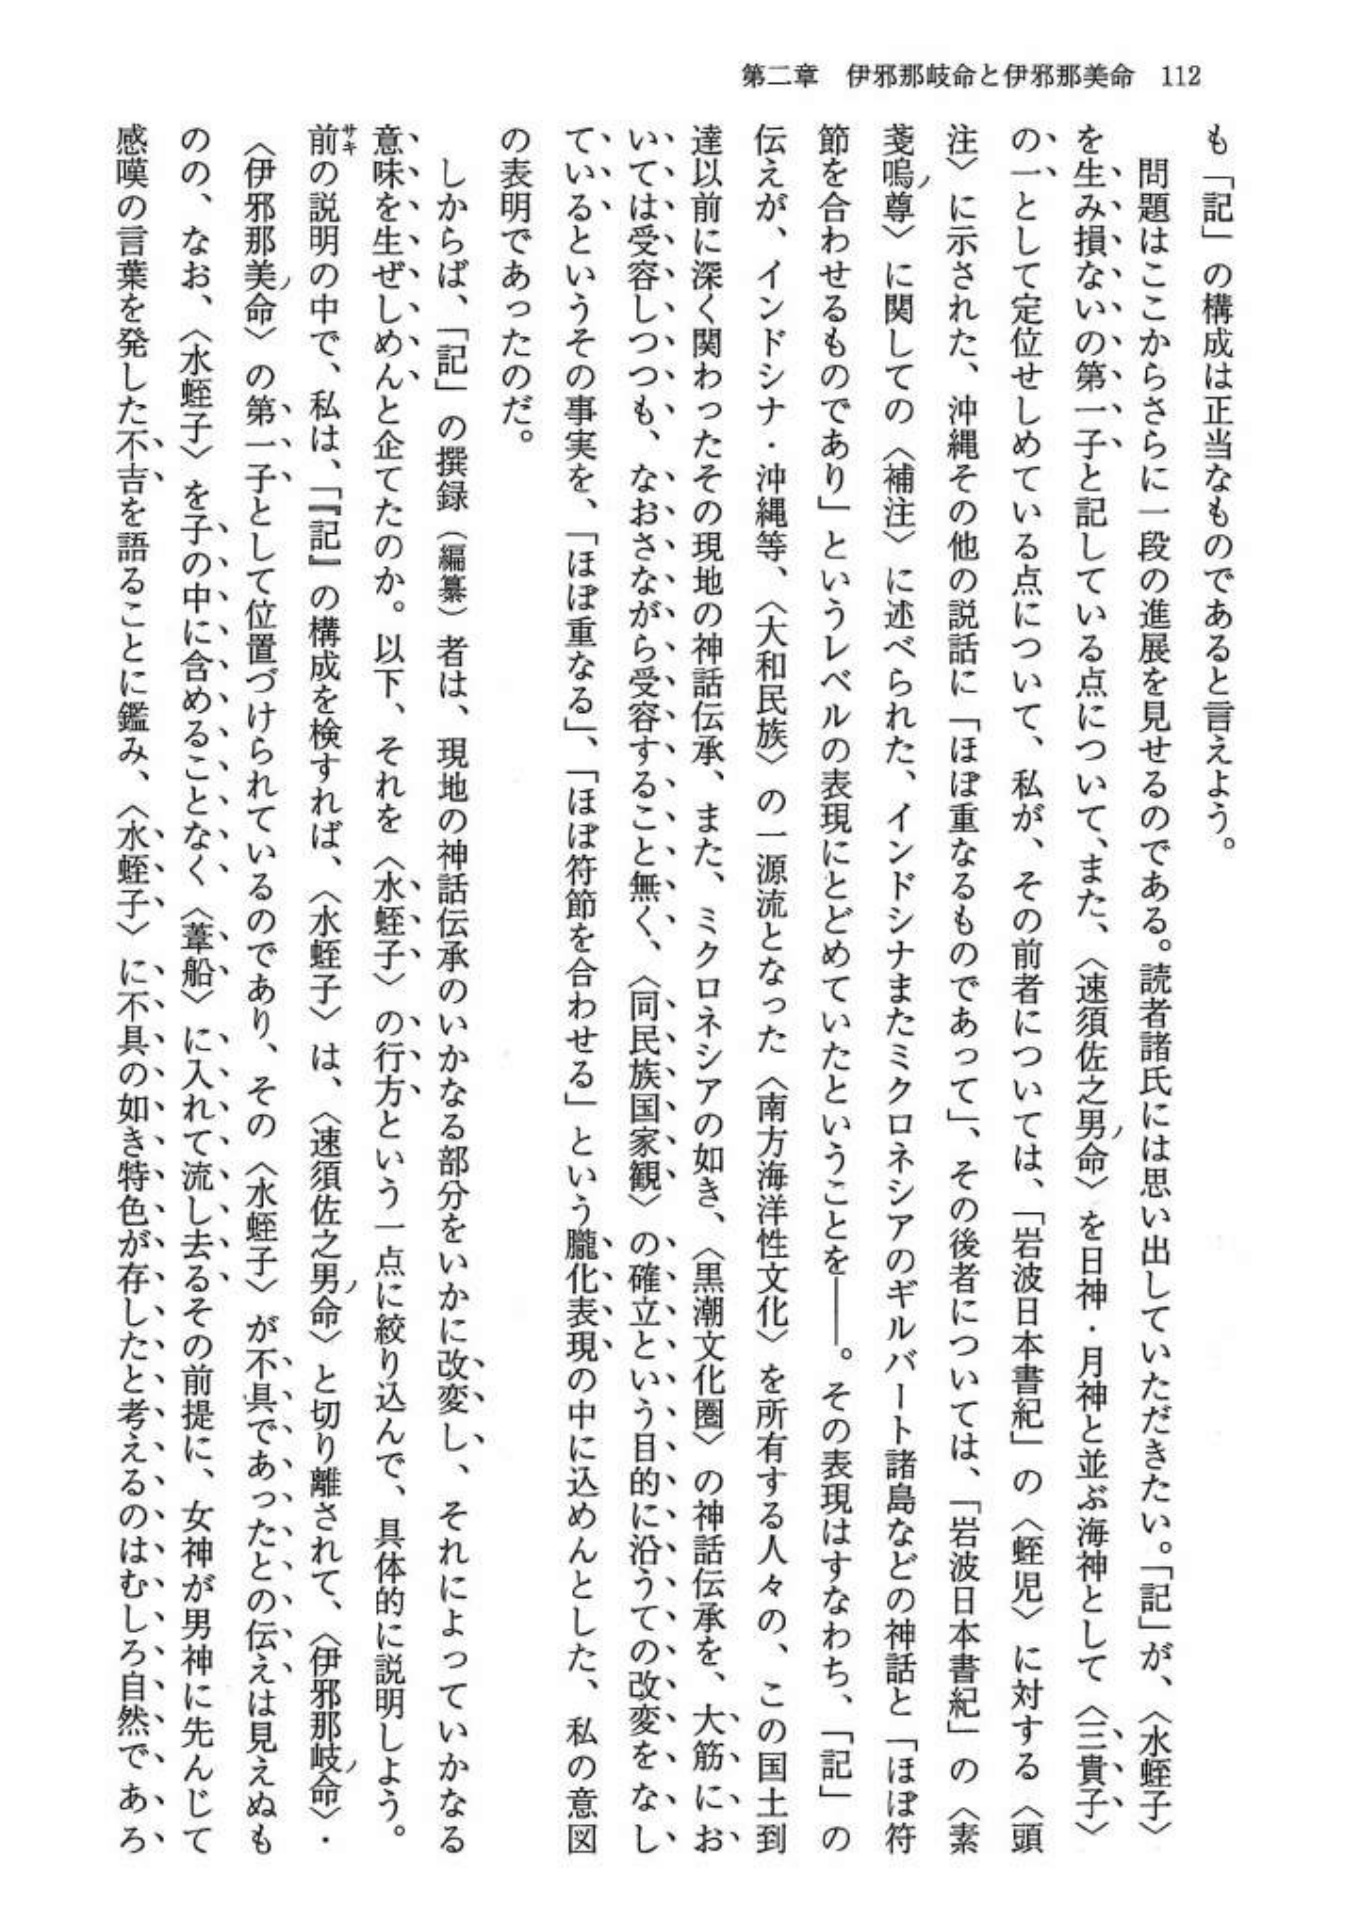 第二章　伊邪那岐命と伊邪那美命　112
も「記」の構成は正当なものであると言えよう。
　問題はここからさらに一段の進展を見せるのである。読者諸氏には思い出していただきたい。「記」が、〈水蛭子〉
を生み損ないの第一子と記している点について、また、〈速須佐之男ノ命〉を日神・月神と並ぶ海神として〈三貴子〉
の一として定位せしめている点について、私が、その前者については、「岩波日本書紀」の〈蛭児〉に対する〈頭
注〉に示された、沖縄その他の説話に「ほぼ重なるものであって」、その後者については、「岩波日本書紀」の〈素
戔嗚ノ尊〉に関しての〈補注〉に述べられた、インドシナまたミクロネシアのギルバート諸島などの神話と「ほぼ符
節を合わせるものであり」というレベルの表現にとどめていたということを――。その表現はすなわち、「記」の
伝えが、インドシナ・沖縄等、〈大和民族〉の一源流となった〈南方海洋性文化〉を所有する人々の、この国土到
達以前に深く関わったその現地の神話伝承、また、ミクロネシアの如き、〈黒潮文化圏〉の神話伝承を、大筋にお
いては受容しつつも、なおさながら受容すること無く、〈同民族国家観〉の確立という目的に沿うての改変をなし
ているというその事実を、「ほぼ重なる」、「ほぼ符節を合わせる」という朧化表現の中に込めんとした、私の意図
の表明であったのだ。
　しからば、「記」の撰録（編纂）者は、現地の神話伝承のいかなる部分をいかに改変し、それによっていかなる
意味を生ぜしめんと企てたのか。以下、それを〈水蛭子〉の行方という一点に絞り込んで、具体的に説明しよう。
前サキの説明の中で、私は、「『記』の構成を検すれば、〈水蛭子〉は、〈速須佐之男ノ命〉と切り離されて、〈伊邪那岐ノ命〉・
〈伊邪那美ノ命〉の第一子として位置づけられているのであり、その〈水蛭子〉が不具であったとの伝えは見えぬも
のの、なお、〈水蛭子〉を子の中に含めることなく〈葦船〉に入れて流し去るその前提に、女神が男神に先んじて
感嘆の言葉を発した不吉を語ることに鑑み、〈水蛭子〉に不具の如き特色が存したと考えるのはむしろ自然であろ